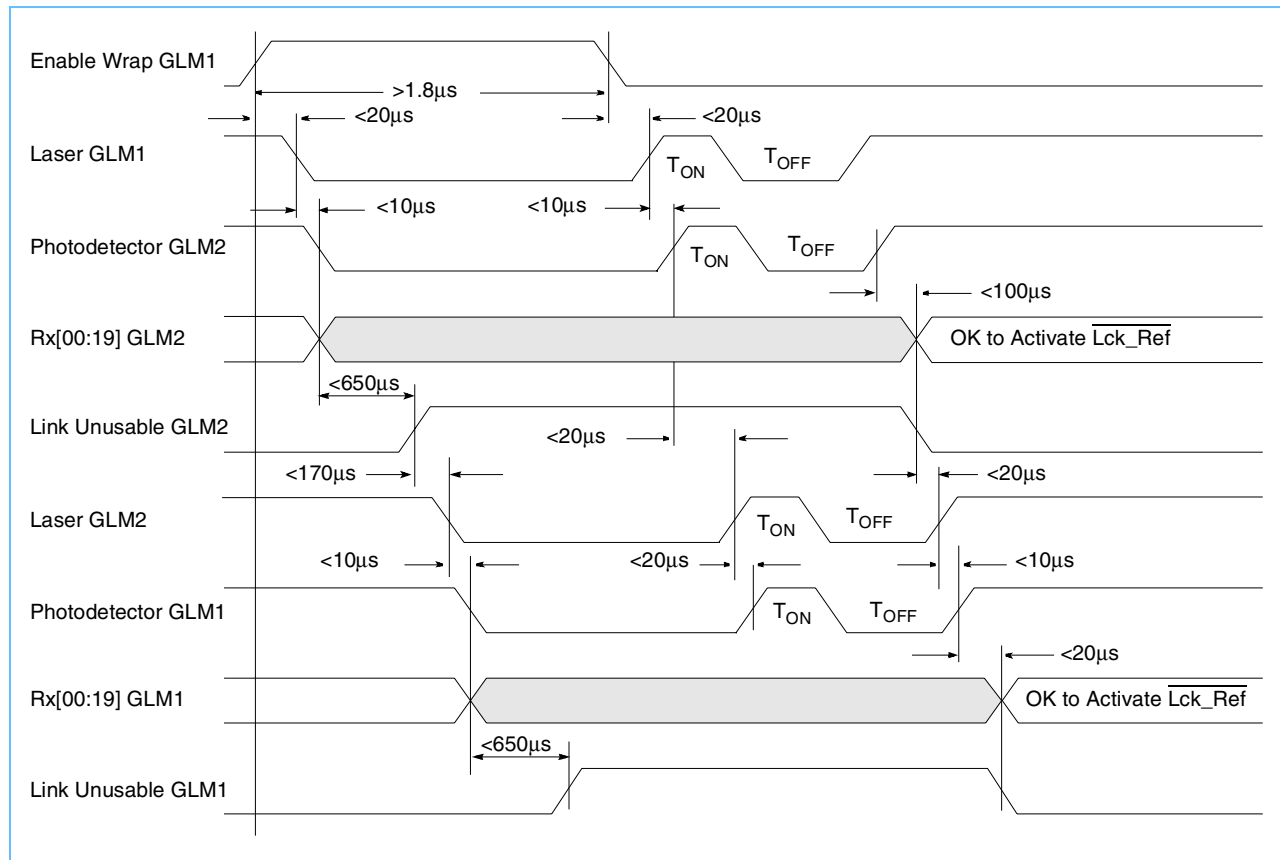 Enable Wrap GLM1
>1.8μs
<20μs
<20μs
Laser GLM1
TON
TOFF
<10μs
<10μs
Photodetector GLM2
TON
TOFF
<100μs
Rx[00:19] GLM2
OK to Activate Lck_Ref
<650μs
Link Unusable GLM2
<20μs
<170μs
<20μs
Laser GLM2
TON
TOFF
<10μs
<20μs
<10μs
Photodetector GLM1
TON
TOFF
<20μs
Rx[00:19] GLM1
OK to Activate Lck_Ref
<650μs
Link Unusable GLM1